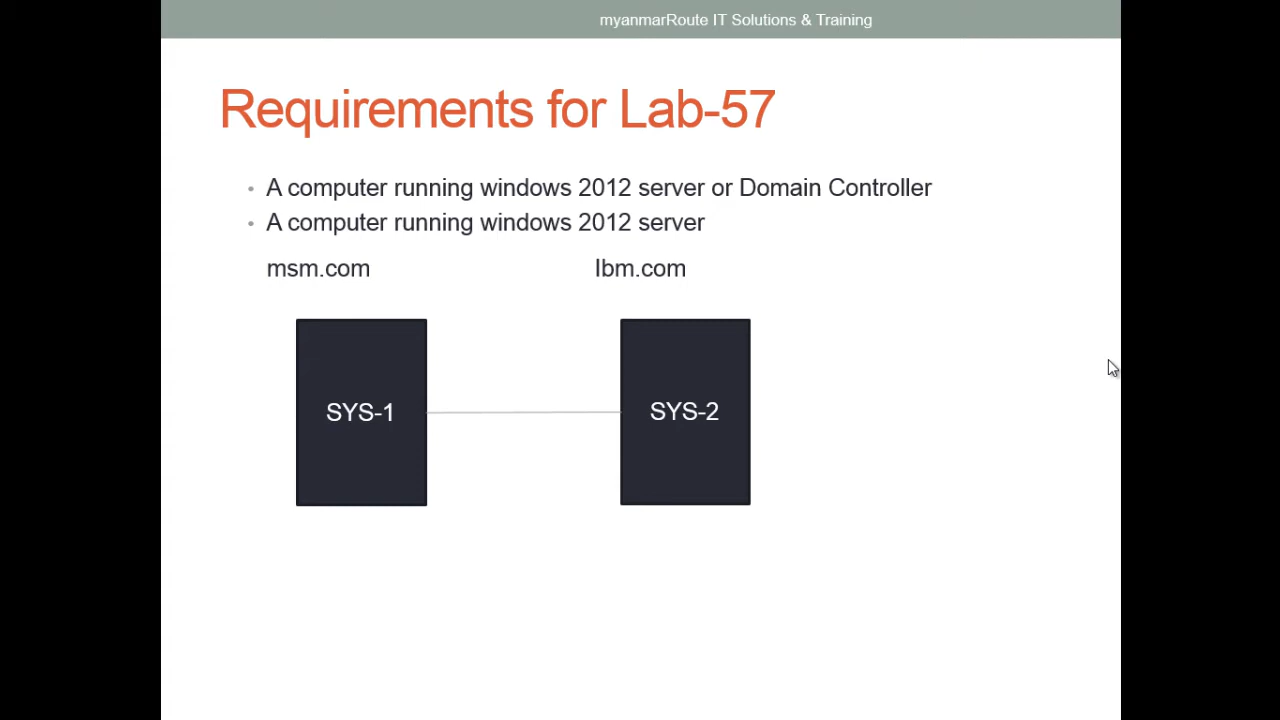 myanmarRoute IT Solutions & Training
Requirements for Lab-57
• A computer running windows 2012 server or Domain Controller
• A computer running windows 2012 server
msm.com Ibm.com
SYS-1 SYS-2